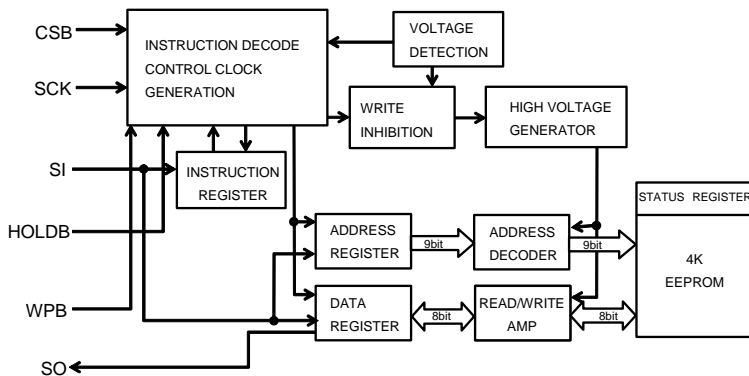 CSB
SCK
SI
HOLDB
WPB
SO
INSTRUCTION DECODE
CONTROL CLOCK
GENERATION
VOLTAGE
DETECTION
WRITE
INHIBITION
HIGH VOLTAGE
GENERATOR
INSTRUCTION
REGISTER
ADDRESS
REGISTER
9bit
ADDRESS
DECODER
9bit
DATA
REGISTER
8bit
READ/WRITE
AMP
8bit
STATUS REGISTER
4K
EEPROM